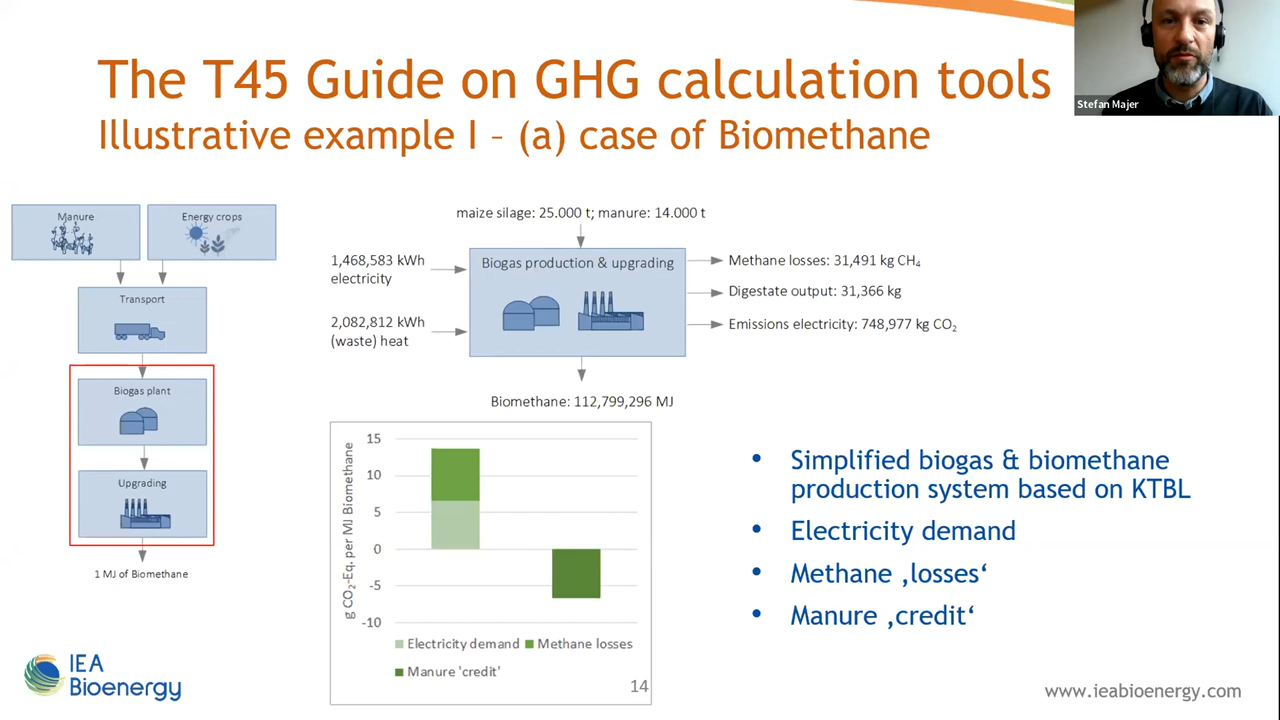 The T45 Guide on GHG calculation tools
Illustrative example I – (a) case of Biomethane
Stefan Majer
Manure
Energy crops
Transport
Biogas plant
Upgrading
1 MJ of Biomethane
maize silage: 25.000 t; manure: 14.000 t
1,468,583 kWh
electricity
2,082,812 kWh
(waste) heat
Biogas production & upgrading
Methane losses: 31,491 kg CH₄
Digestate output: 31,366 kg
Emissions electricity: 748,977 kg CO₂
Biomethane: 112,799,296 MJ
g CO₂-Eq. per MJ Biomethane
15
10
5
0
-5
-10
Electricity demand
Methane losses
Manure 'credit'
14
• Simplified biogas & biomethane
production system based on KTBL
• Electricity demand
• Methane ‚losses‘
• Manure ‚credit‘
IEA
Bioenergy
www.ieabioenergy.com